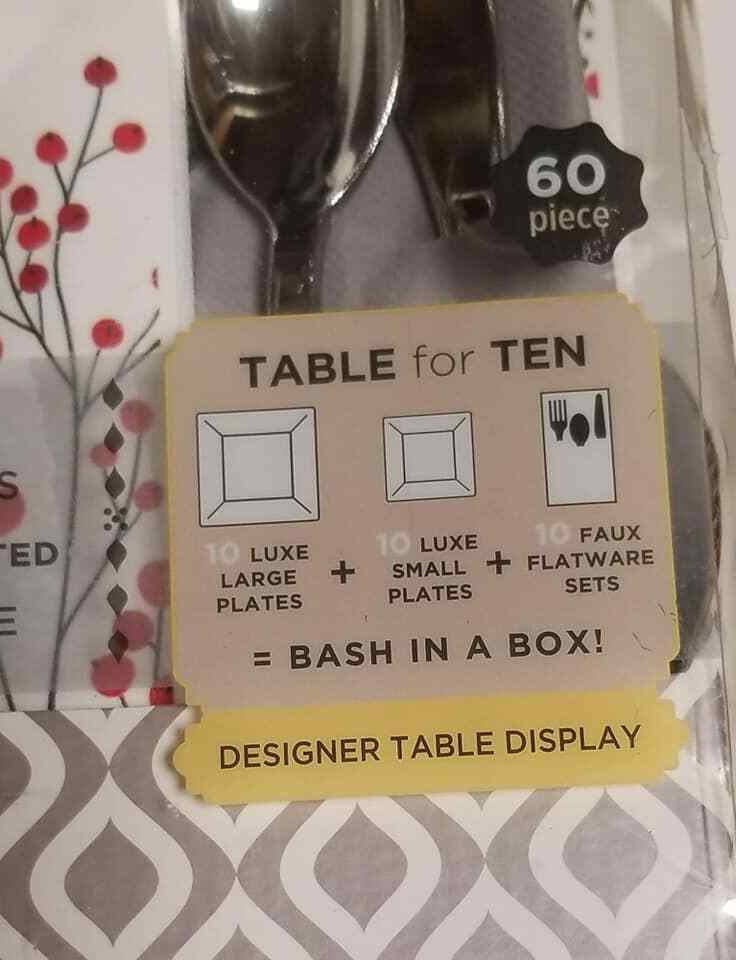 60
piece
TABLE for TEN
10 LUXE
LARGE
PLATES
+
10 LUXE
SMALL
PLATES
+
10 FAUX
FLATWARE
SETS
= BASH IN A BOX!
DESIGNER TABLE DISPLAY
S
TED
E